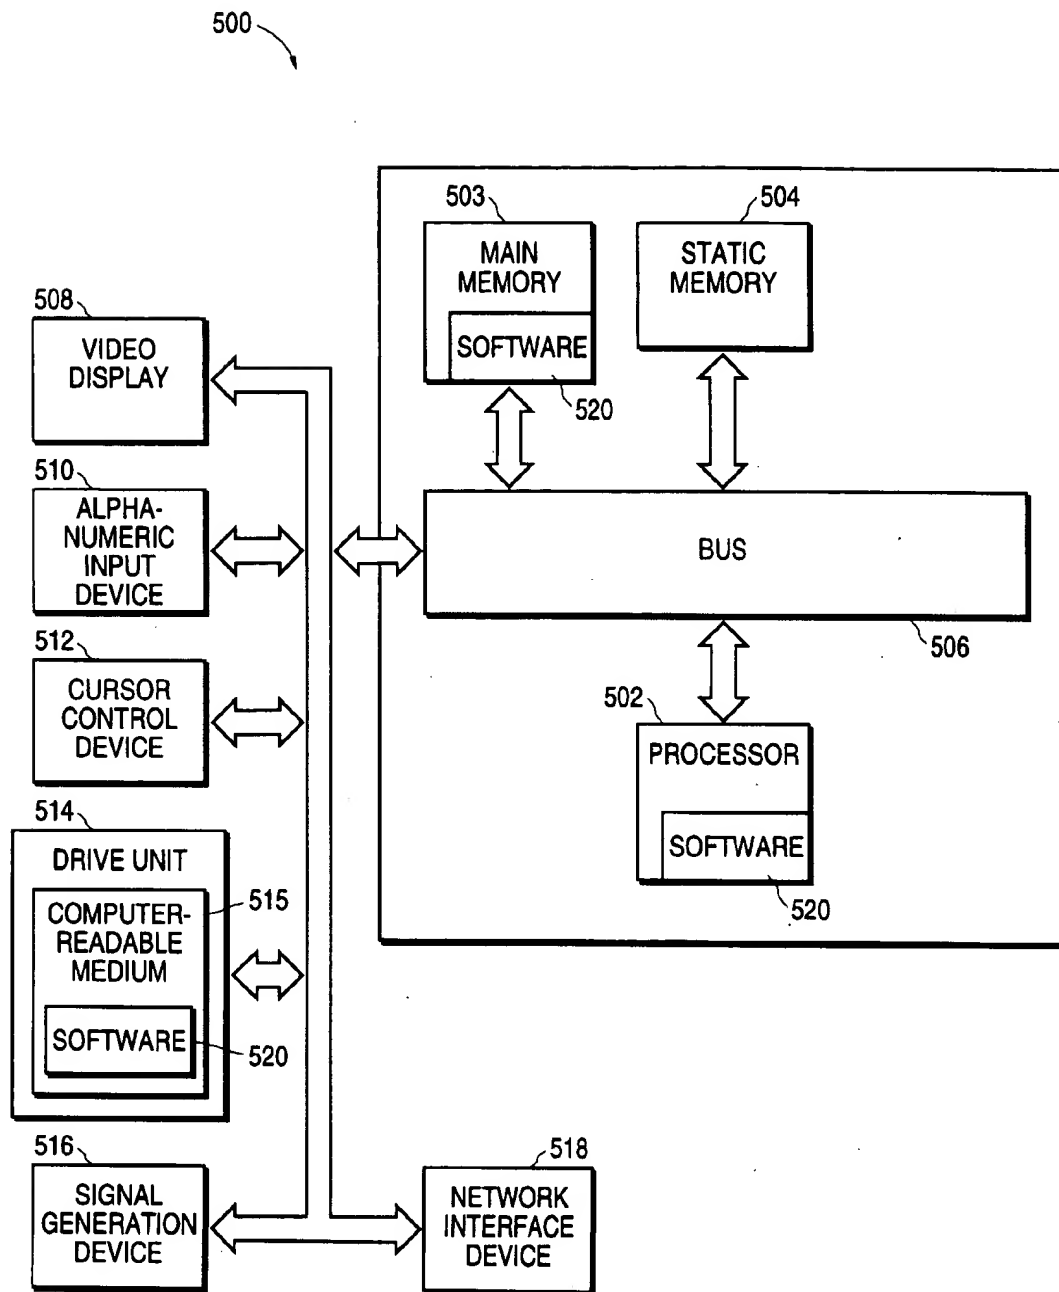 500
503
MAIN
MEMORY
SOFTWARE
520
504
STATIC
MEMORY
508
VIDEO
DISPLAY
510
ALPHA-
NUMERIC
INPUT
DEVICE
BUS
506
512
CURSOR
CONTROL
DEVICE
502
PROCESSOR
SOFTWARE
520
514
DRIVE UNIT
COMPUTER-
READABLE
MEDIUM
515
SOFTWARE
520
516
SIGNAL
GENERATION
DEVICE
518
NETWORK
INTERFACE
DEVICE